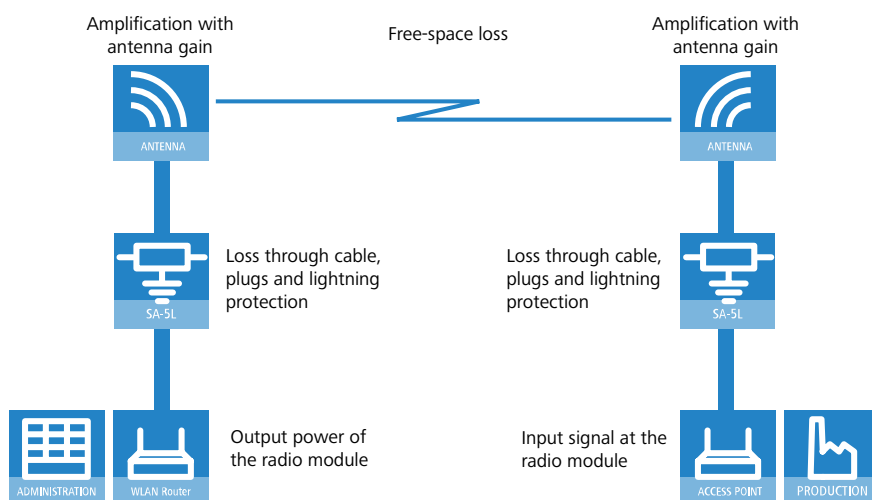 Amplification with
antenna gain
Free-space loss
Amplification with
antenna gain
ANTENNA
ANTENNA
Loss through cable,
plugs and lightning
protection
Loss through cable,
plugs and lightning
protection
SA-5L
SA-5L
Output power of
the radio module
Input signal at the
radio module
ADMINISTRATION
WLAN Router
ACCESS POINT
PRODUCTION